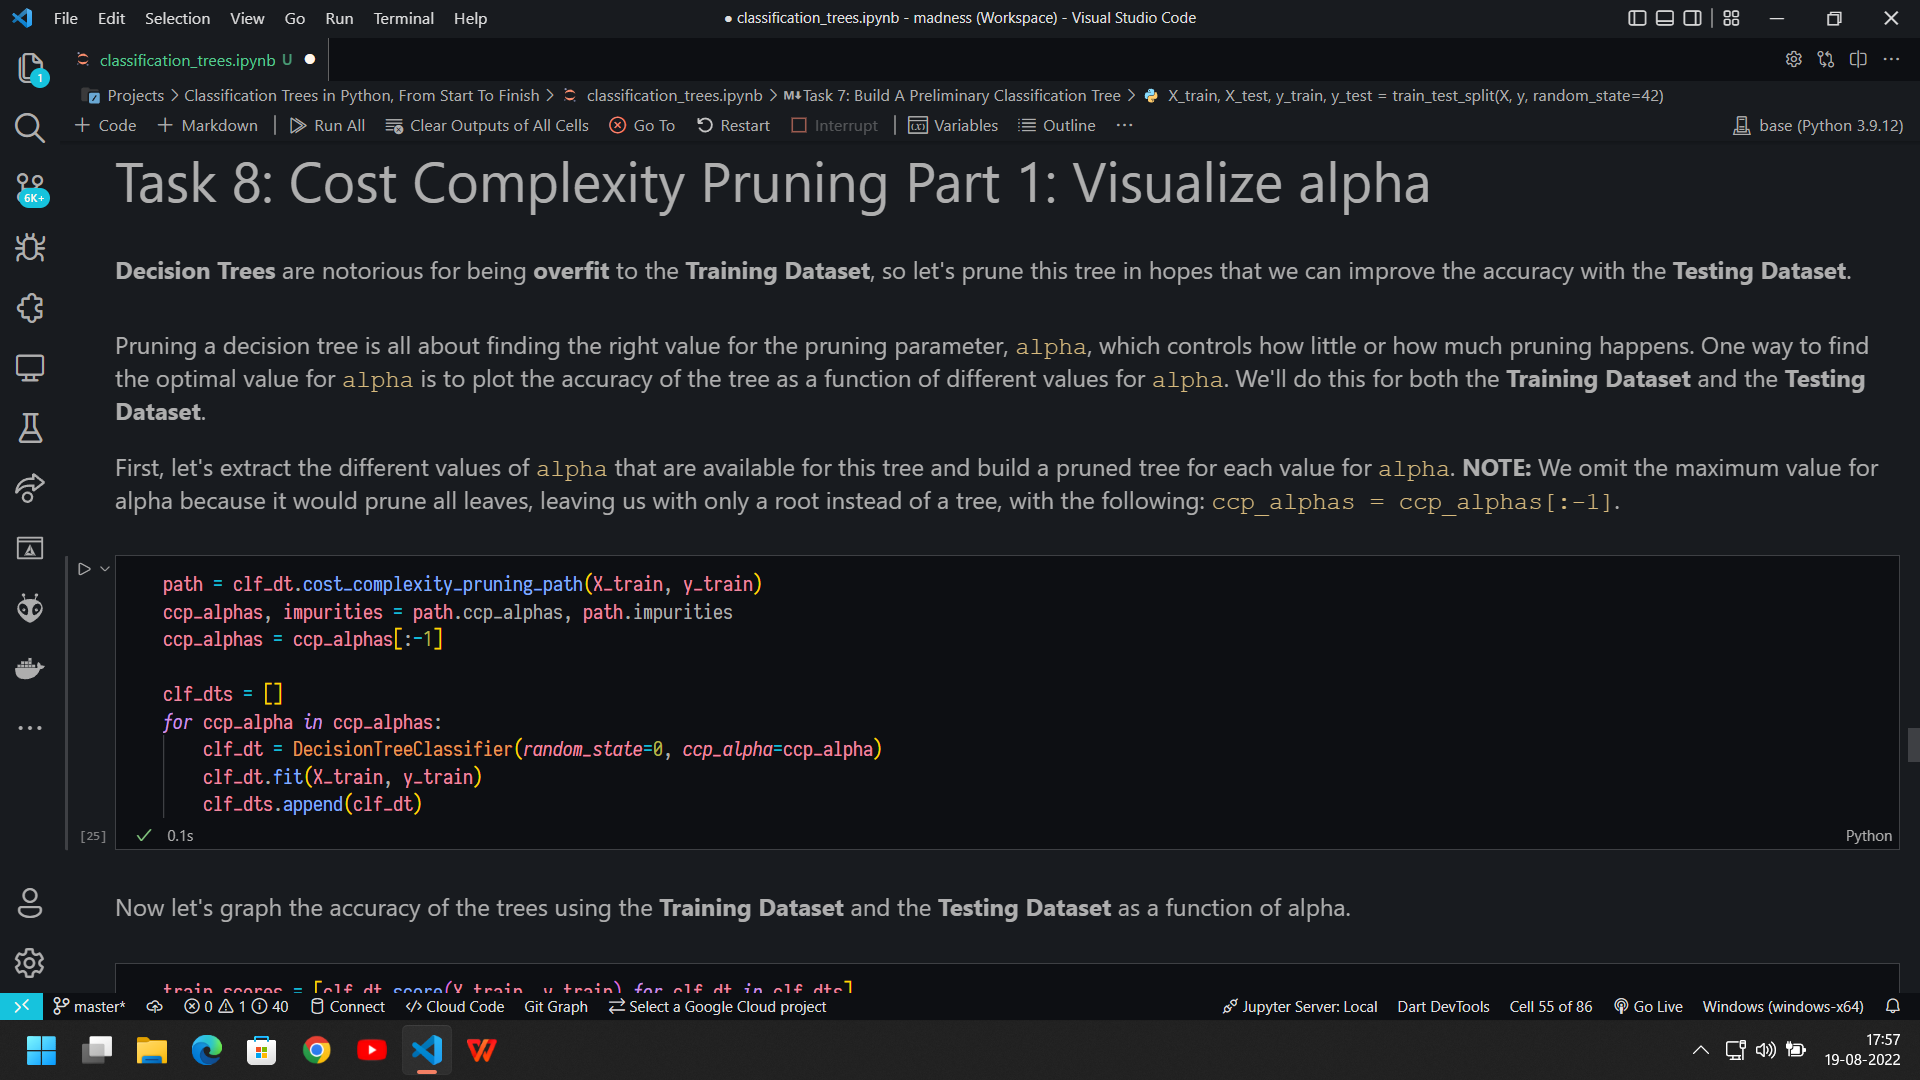 File Edit Selection View Go Run Terminal Help
● classification_trees.ipynb - madness (Workspace) - Visual Studio Code
classification_trees.ipynb U ●
Projects > Classification Trees in Python, From Start To Finish > classification_trees.ipynb > M↓Task 7: Build A Preliminary Classification Tree > X_train, X_test, y_train, y_test = train_test_split(X, y, random_state=42)
+ Code + Markdown | Run All Clear Outputs of All Cells Go To Restart Interrupt | Variables Outline ···
base (Python 3.9.12)
1
6K+
Task 8: Cost Complexity Pruning Part 1: Visualize alpha
Decision Trees are notorious for being overfit to the Training Dataset, so let's prune this tree in hopes that we can improve the accuracy with the Testing Dataset.
Pruning a decision tree is all about finding the right value for the pruning parameter, alpha, which controls how little or how much pruning happens. One way to find
the optimal value for alpha is to plot the accuracy of the tree as a function of different values for alpha. We'll do this for both the Training Dataset and the Testing
Dataset.
First, let's extract the different values of alpha that are available for this tree and build a pruned tree for each value for alpha. NOTE: We omit the maximum value for
alpha because it would prune all leaves, leaving us with only a root instead of a tree, with the following: ccp_alphas = ccp_alphas[:-1].
path = clf_dt.cost_complexity_pruning_path(X_train, y_train)
ccp_alphas, impurities = path.ccp_alphas, path.impurities
ccp_alphas = ccp_alphas[:-1]
clf_dts = []
for ccp_alpha in ccp_alphas:
clf_dt = DecisionTreeClassifier(random_state=0, ccp_alpha=ccp_alpha)
clf_dt.fit(X_train, y_train)
clf_dts.append(clf_dt)
[25] 0.1s Python
Now let's graph the accuracy of the trees using the Training Dataset and the Testing Dataset as a function of alpha.
train_scores = [clf_dt.score(X_train, y_train) for clf_dt in clf_dts]
master* 0 1 40 Connect Cloud Code Git Graph Select a Google Cloud project
Jupyter Server: Local Dart DevTools Cell 55 of 86 Go Live Windows (windows-x64)
17:57
19-08-2022